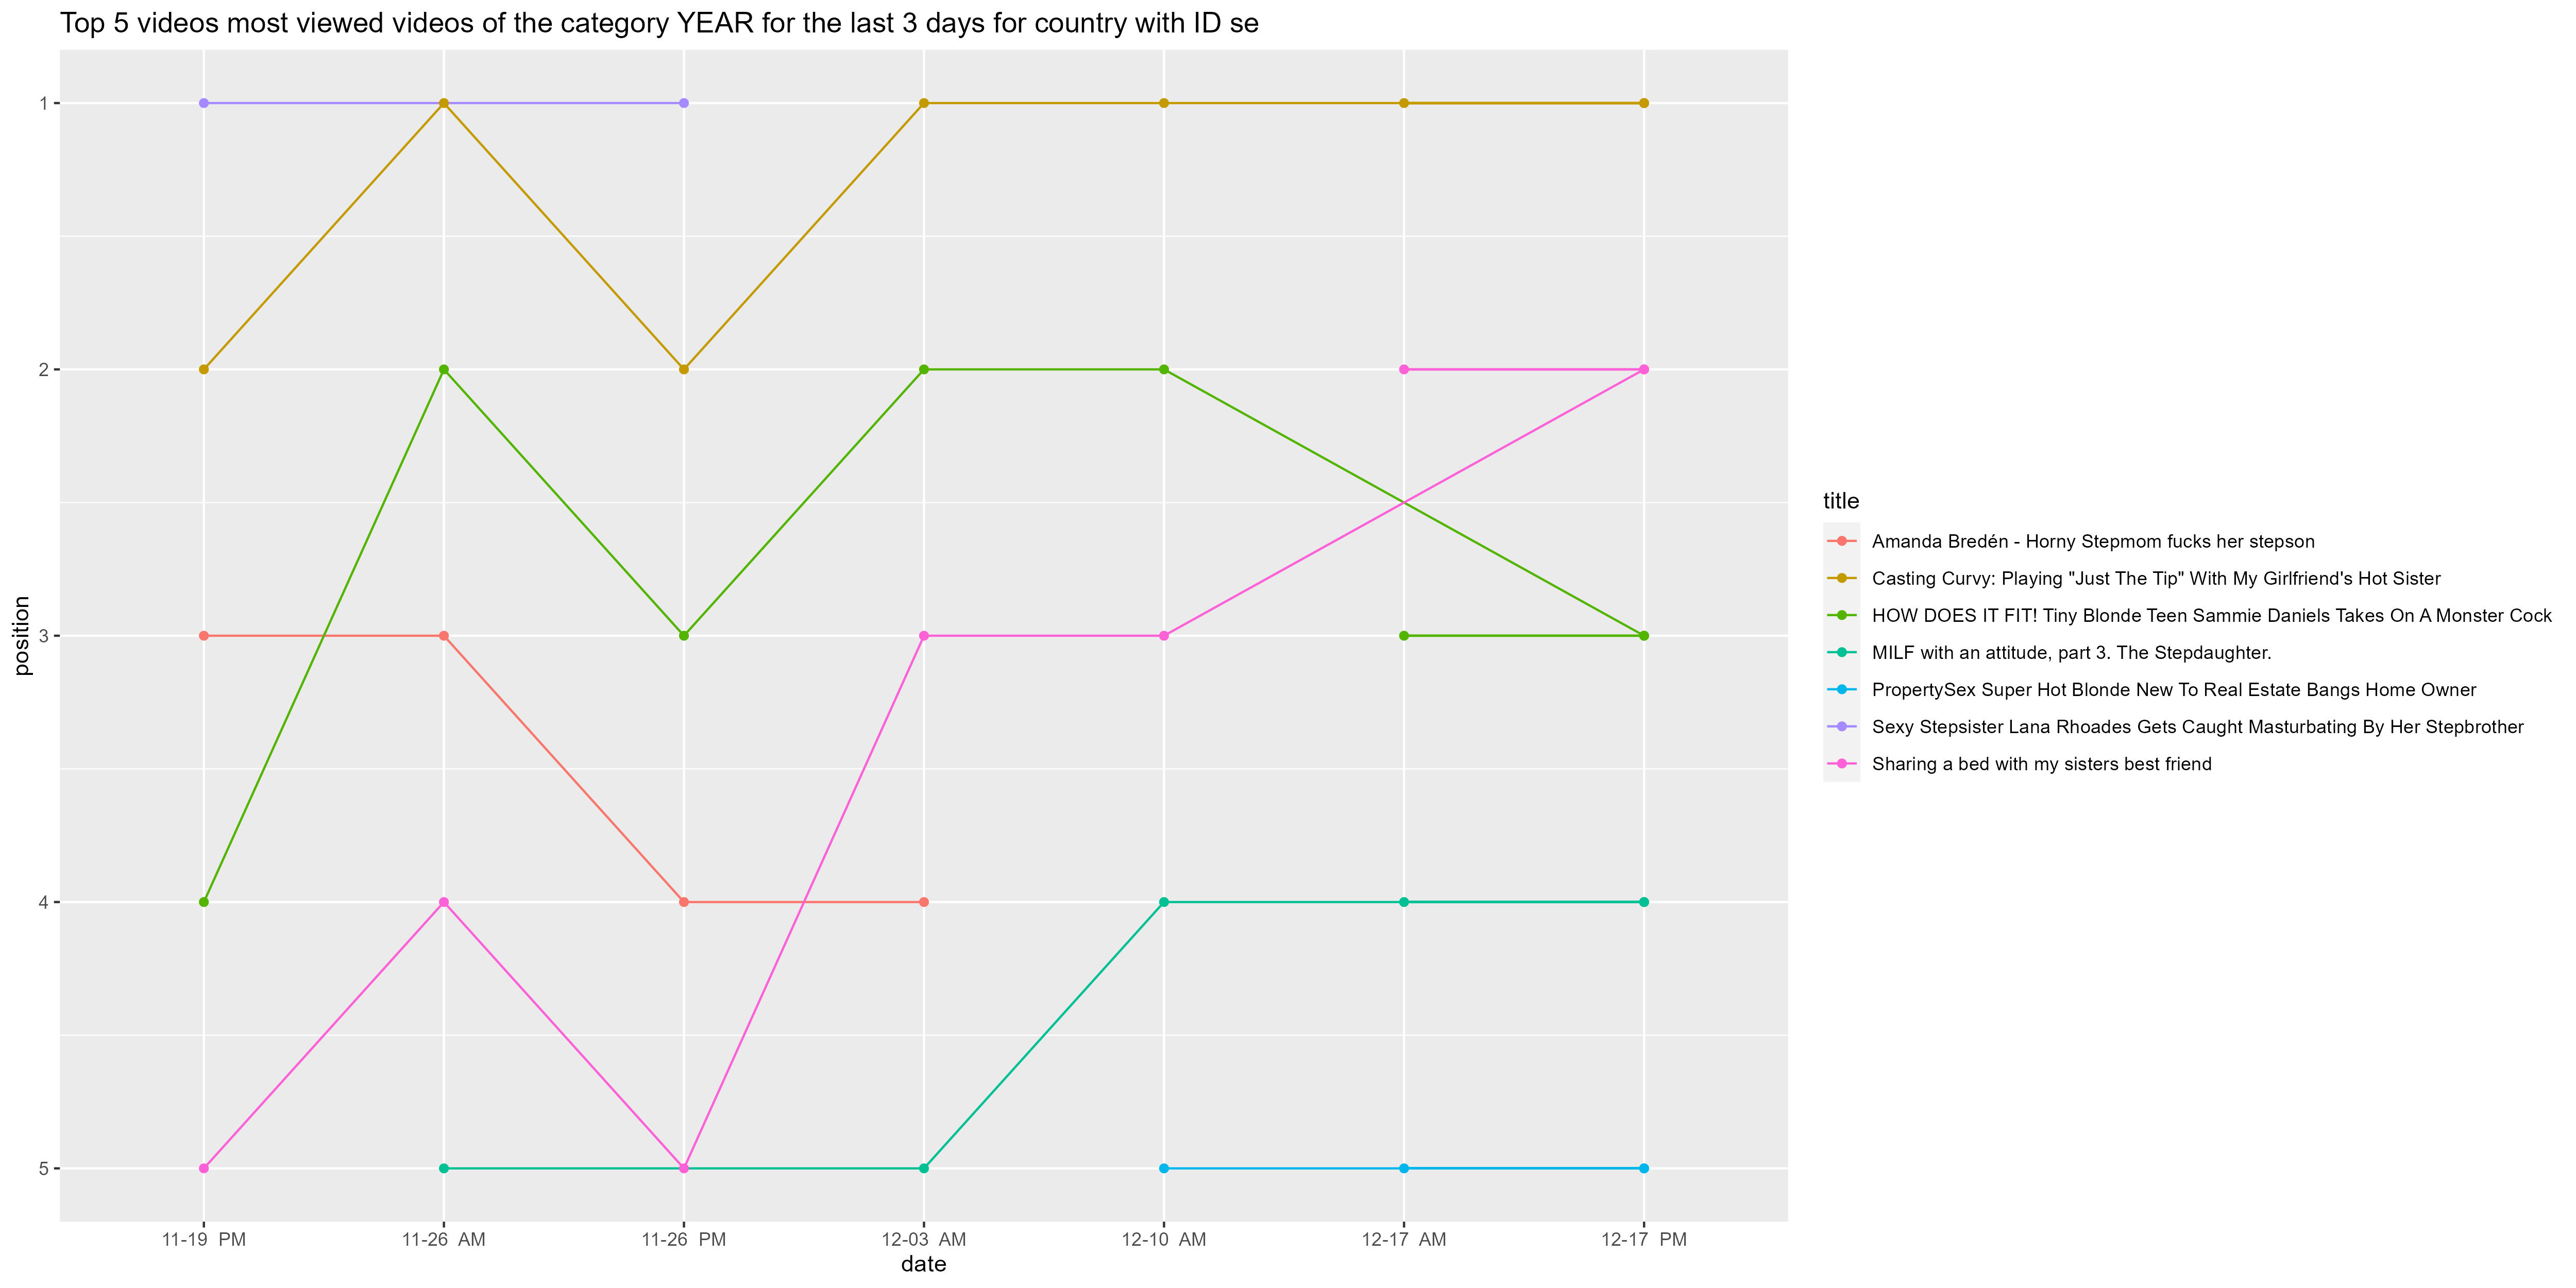 Top 5 videos most viewed videos of the category YEAR for the last 3 days for country with ID se
position
1
2
3
4
5
11-19 PM
11-26 AM
11-26 PM
12-03 AM
12-10 AM
12-17 AM
12-17 PM
date
title
Amanda Bredén - Horny Stepmom fucks her stepson
Casting Curvy: Playing "Just The Tip" With My Girlfriend's Hot Sister
HOW DOES IT FIT! Tiny Blonde Teen Sammie Daniels Takes On A Monster Cock
MILF with an attitude, part 3. The Stepdaughter.
PropertySex Super Hot Blonde New To Real Estate Bangs Home Owner
Sexy Stepsister Lana Rhoades Gets Caught Masturbating By Her Stepbrother
Sharing a bed with my sisters best friend